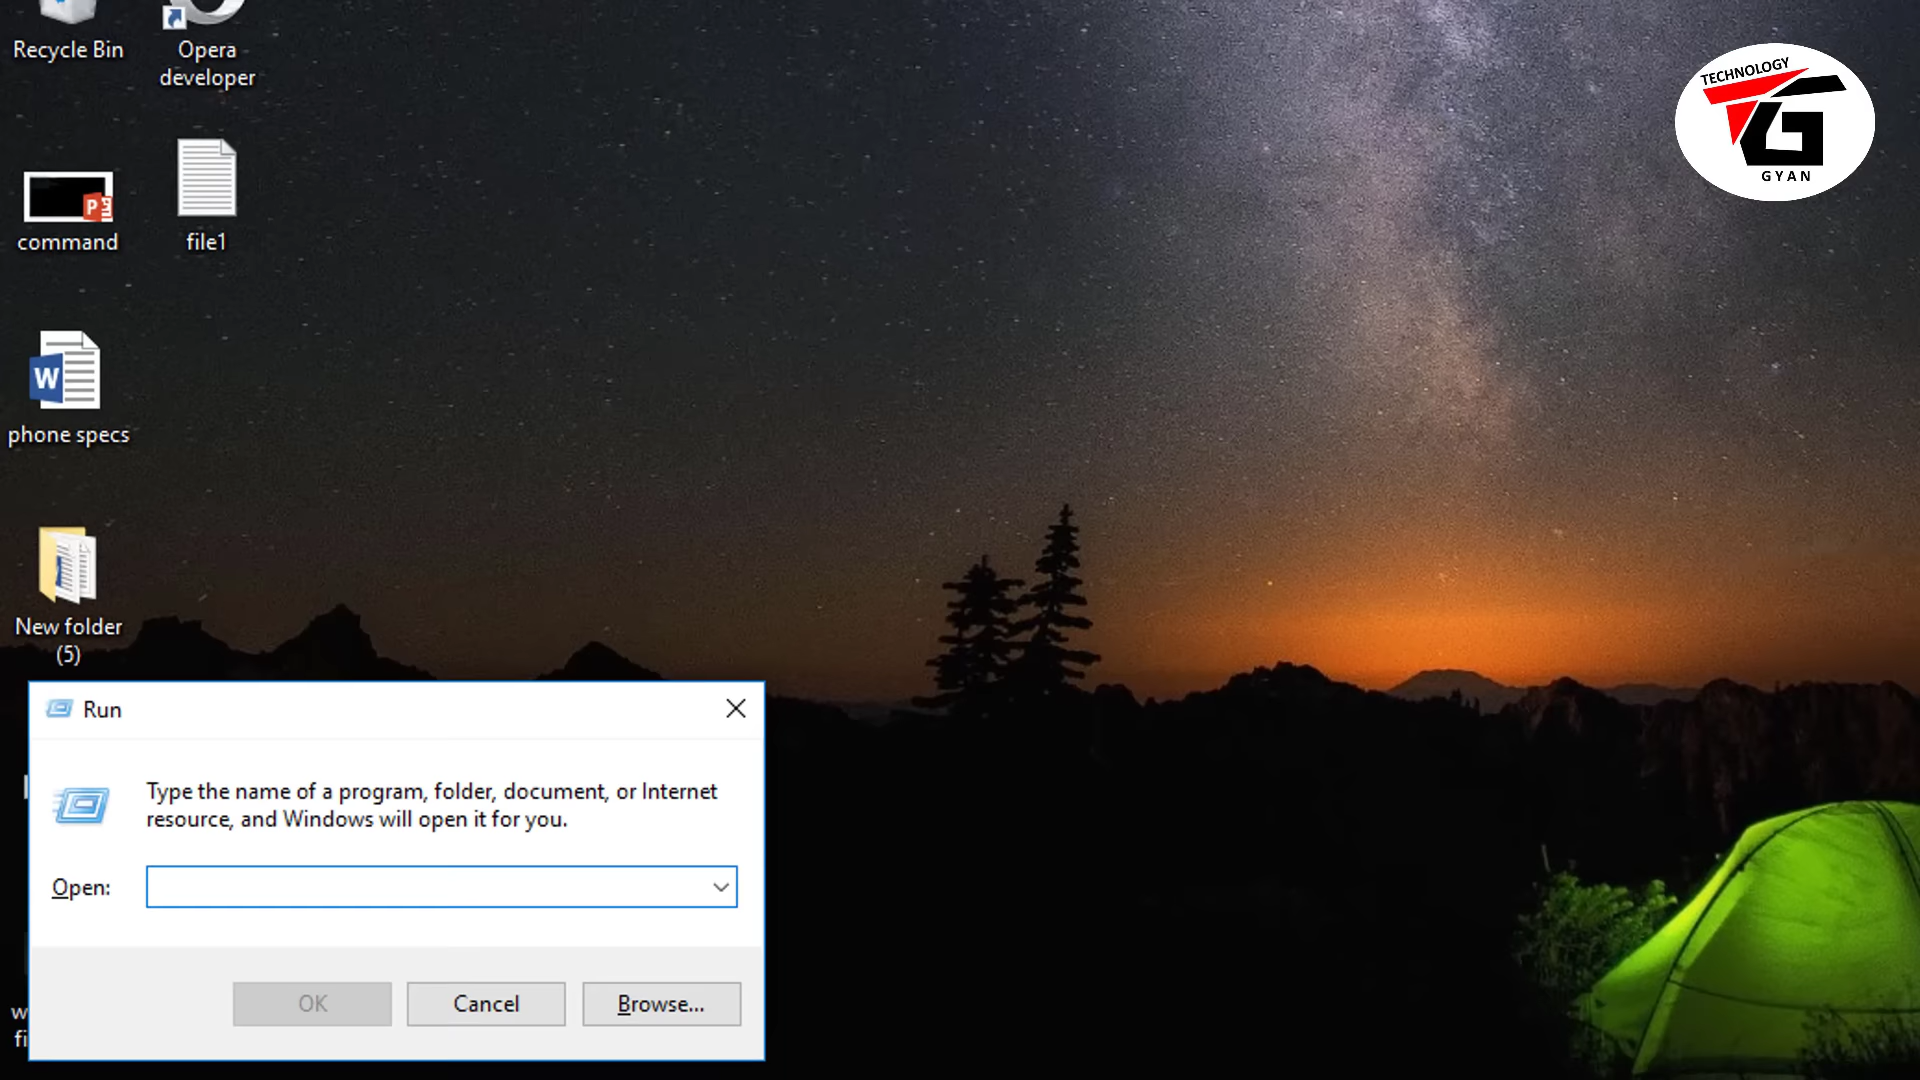 Recycle Bin
Opera
developer
TECHNOLOGY
TG
GYAN
command
file1
phone specs
W
P
New folder
(5)
Run
Type the name of a program, folder, document, or Internet
resource, and Windows will open it for you.
Open:
OK
Cancel
Browse...